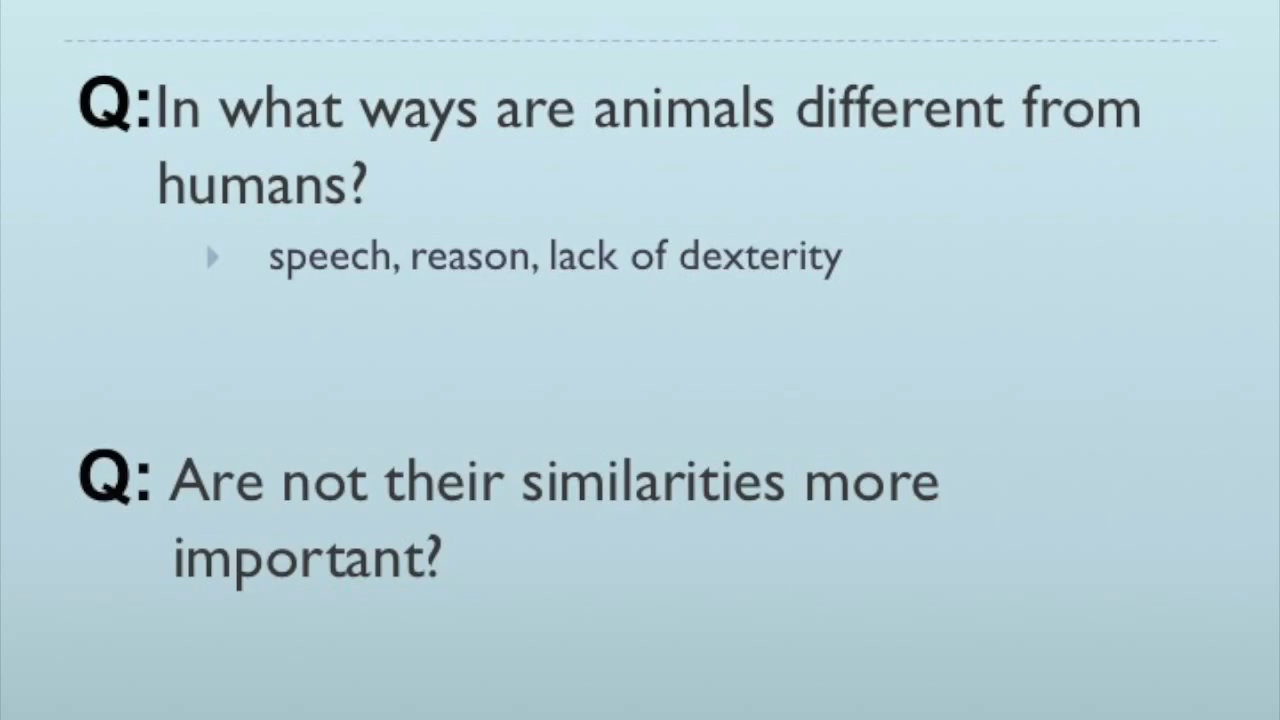 Q:In what ways are animals different from
humans?
speech, reason, lack of dexterity
Q: Are not their similarities more
important?